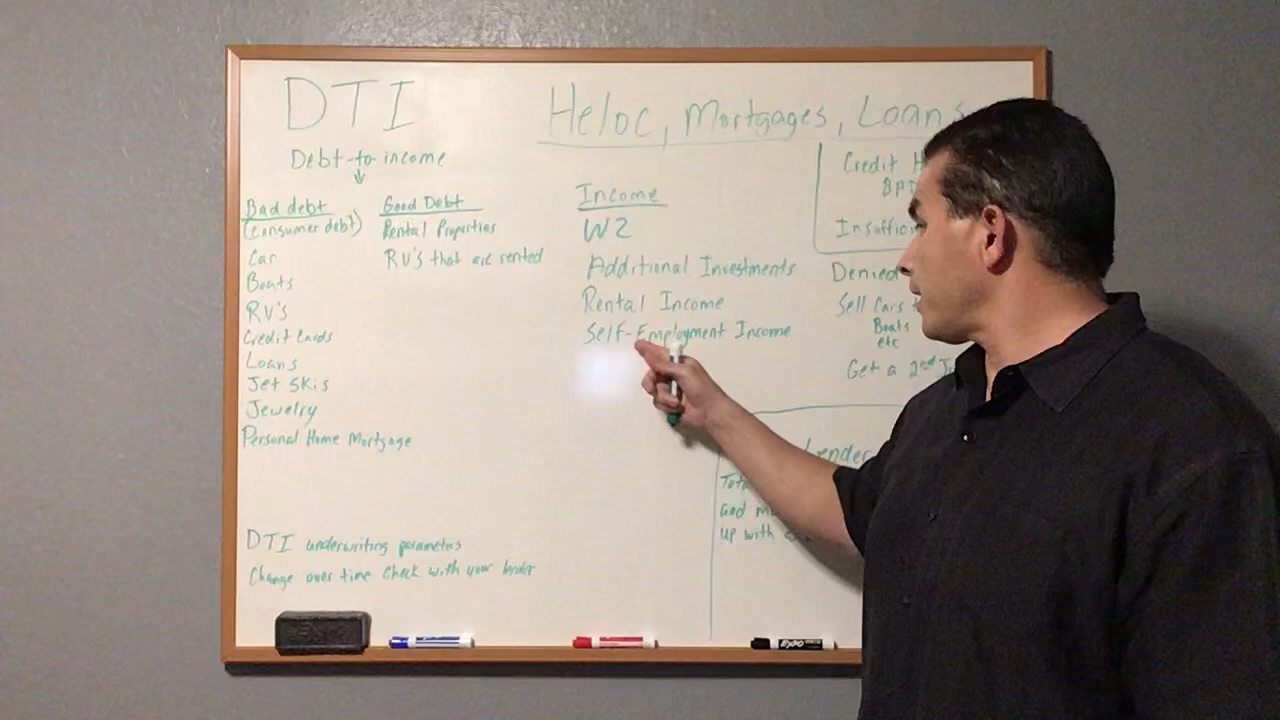 DTI
Debt-to income
Bad debt
(consumer debt)
Car
Boats
RV's
Credit Cards
Loans
Jet Skis
Jewelry
Personal Home Mortgage
Good Debt
Rental Properties
RV's that are rented
DTI underwriting parameters
Change over time Check with your lender
Heloc, Mortgages, Loans
Income
W2
Additional Investments
Rental Income
Self-Employment Income
Credit
Denied
Sell Cars
Boats
etc
Get a 2nd
Lender
and
up with
EXPO
EXPO